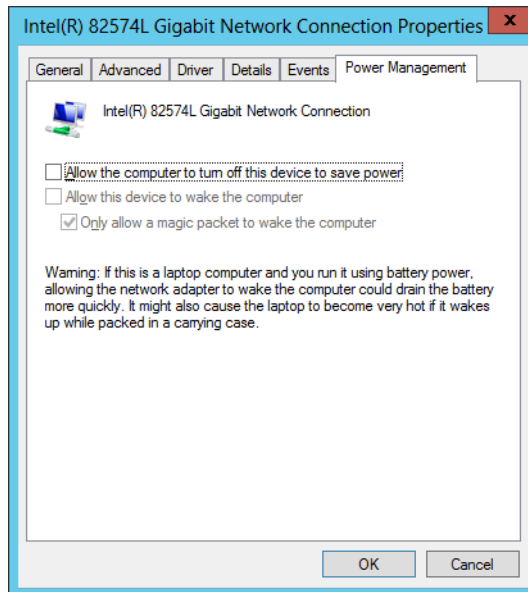 Intel(R) 82574L Gigabit Network Connection Properties x
General Advanced Driver Details Events Power Management
Intel(R) 82574L Gigabit Network Connection
Allow the computer to turn off this device to save power
Allow this device to wake the computer
Only allow a magic packet to wake the computer
Warning: If this is a laptop computer and you run it using battery power,
allowing the network adapter to wake the computer could drain the battery
more quickly. It might also cause the laptop to become very hot if it wakes
up while packed in a carrying case.
OK Cancel